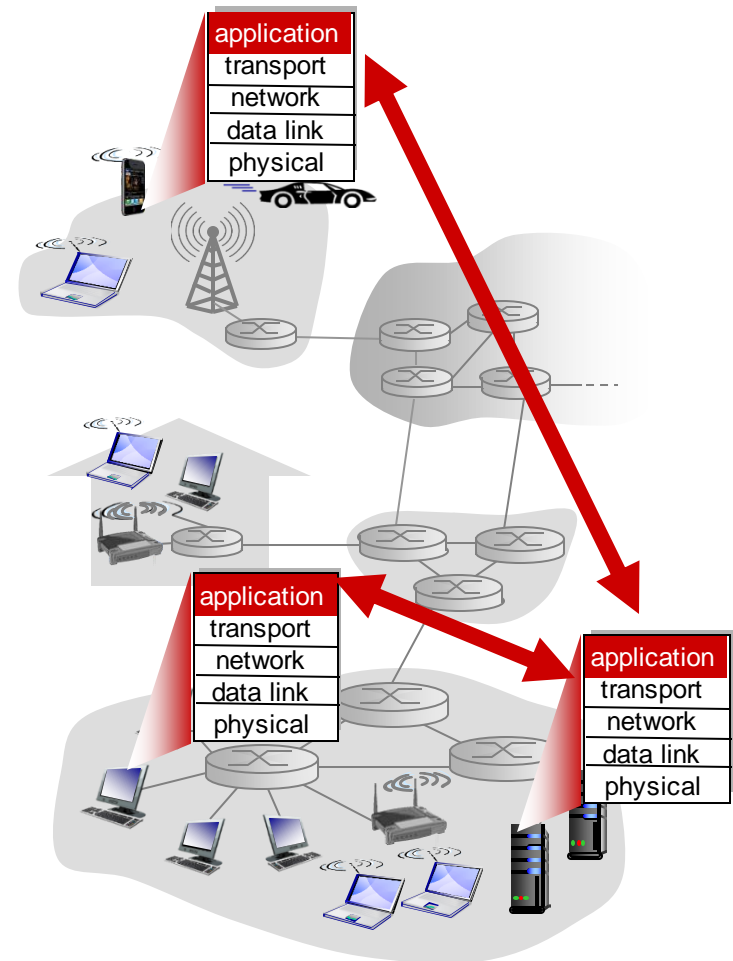 application
transport
network
data link
physical
application
transport
network
data link
physical
application
transport
network
data link
physical